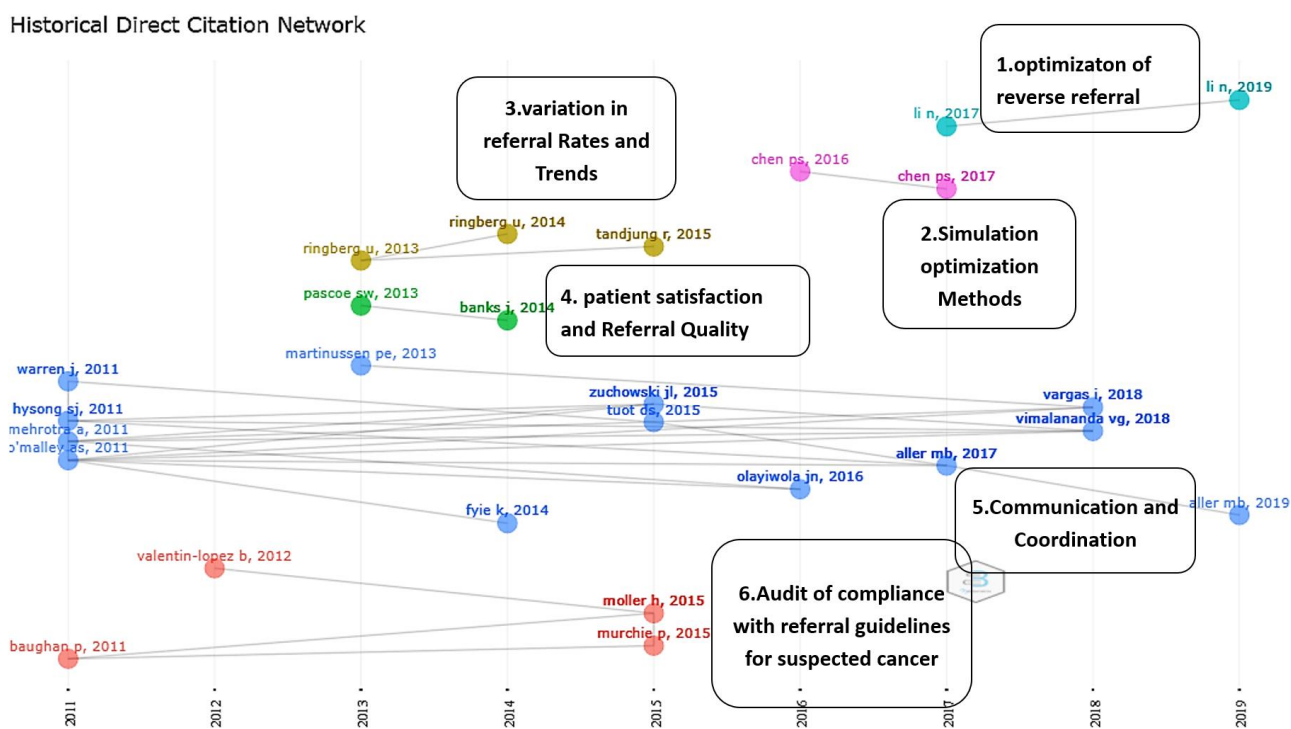 Historical Direct Citation Network
1.optimizaton of
reverse referral
li n, 2019
li n, 2017
3.variation in
referral Rates and
Trends
chen ps, 2016
chen ps, 2017
ringberg u, 2014
tandjung r, 2015
ringberg u, 2013
2.Simulation
optimization
Methods
pascoe sw, 2013
banks j, 2014
4. patient satisfaction
and Referral Quality
martinussen pe, 2013
warren j, 2011
zuchowski jl, 2015
vargas i, 2018
hysong sj, 2011
tuot ds, 2015
vimalananda vg, 2018
mehrotra a, 2011
o'malley as, 2011
aller mb, 2017
olayiwola jn, 2016
fyie k, 2014
5.Communication and
Coordination
aller mb, 2019
valentin-lopez b, 2012
6.Audit of compliance
with referral guidelines
for suspected cancer
moller h, 2015
murchie p, 2015
baughan p, 2011
2011
2012
2013
2014
2015
2016
2017
2018
2019